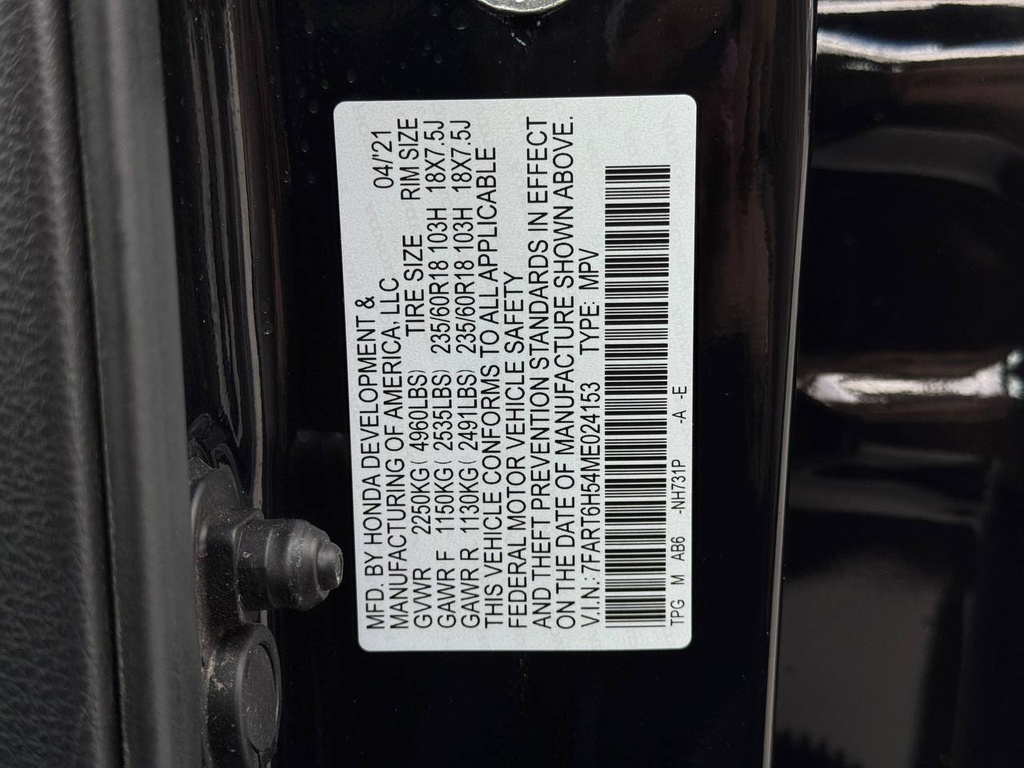 MFD. BY HONDA DEVELOPMENT &
MANUFACTURING OF AMERICA, LLC 04/'21
GVWR 2250KG( 4960LBS) TIRE SIZE RIM SIZE
GAWR F 1150KG( 2535LBS) 235/60R18 103H 18X7.5J
GAWR R 1130KG( 2491LBS) 235/60R18 103H 18X7.5J
THIS VEHICLE CONFORMS TO ALL APPLICABLE
FEDERAL MOTOR VEHICLE SAFETY
AND THEFT PREVENTION STANDARDS IN EFFECT
ON THE DATE OF MANUFACTURE SHOWN ABOVE.
V.I.N.: 7FART6H54ME024153 TYPE: MPV
TPG M AB6 -NH731P -A -E